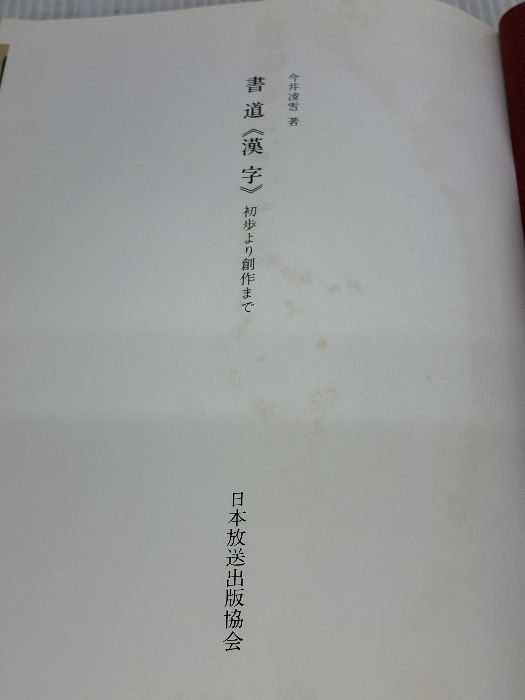 今井凌雪 著
書道《漢字》初歩より創作まで
日本放送出版協会